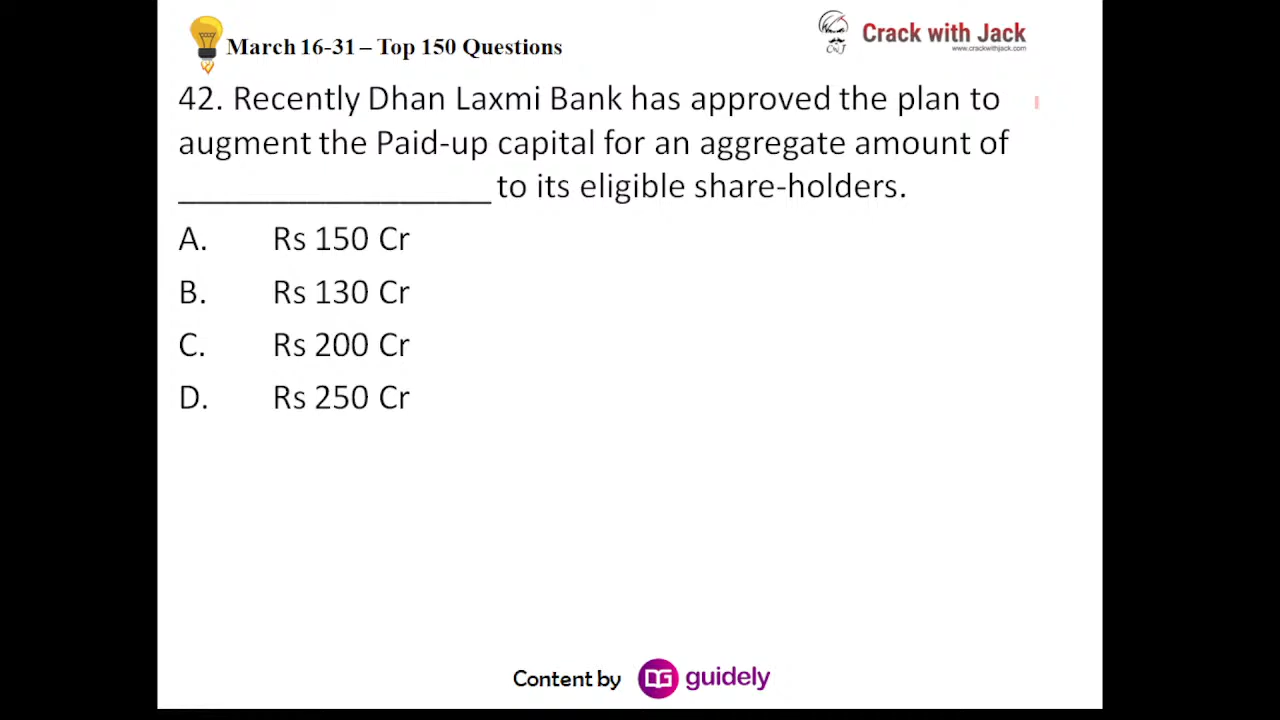 March 16-31 – Top 150 Questions
Crack with Jack
www.crackwithjack.com
CWJ
42. Recently Dhan Laxmi Bank has approved the plan to
augment the Paid-up capital for an aggregate amount of
__________________ to its eligible share-holders.
A. Rs 150 Cr
B. Rs 130 Cr
C. Rs 200 Cr
D. Rs 250 Cr
Content by guidely